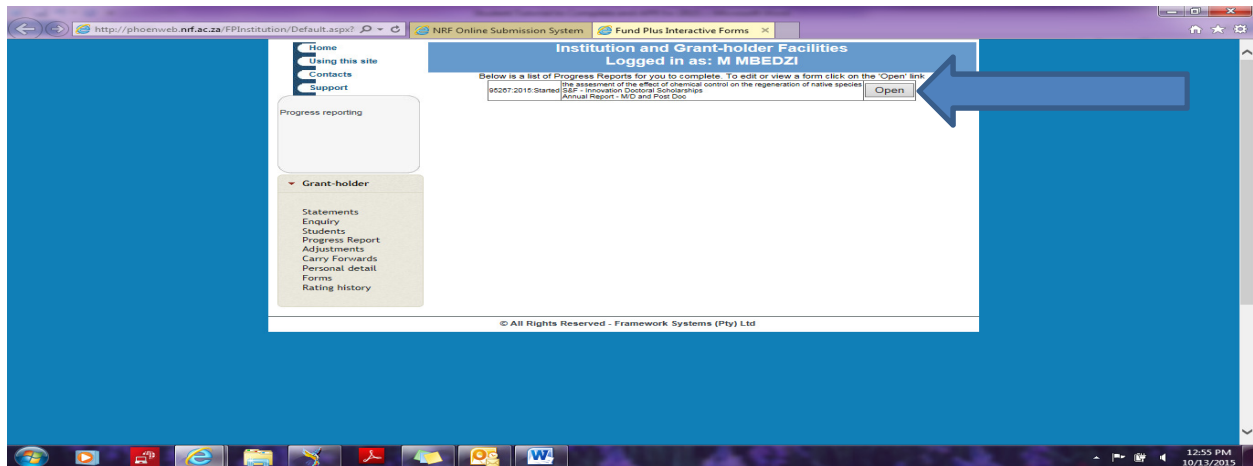 http://phoenweb.nrf.ac.za/FPInstitution/Default.aspx?
NRF Online Submission System
Fund Plus Interactive Forms
Home
Using this site
Contacts
Support
Progress reporting
Grant-holder
Statements
Enquiry
Students
Progress Report
Adjustments
Carry Forwards
Personal detail
Forms
Rating history
Institution and Grant-holder Facilities
Logged in as: M MBEDZI
Below is a list of Progress Reports for you to complete. To edit or view a form click on the 'Open' link
95267:2015:Started
the assesment of the effect of chemical control on the regeneration of native species
S&F - Innovation Doctoral Scholarships
Annual Report - M/D and Post Doc
Open
© All Rights Reserved - Framework Systems (Pty) Ltd
12:55 PM
10/13/2015